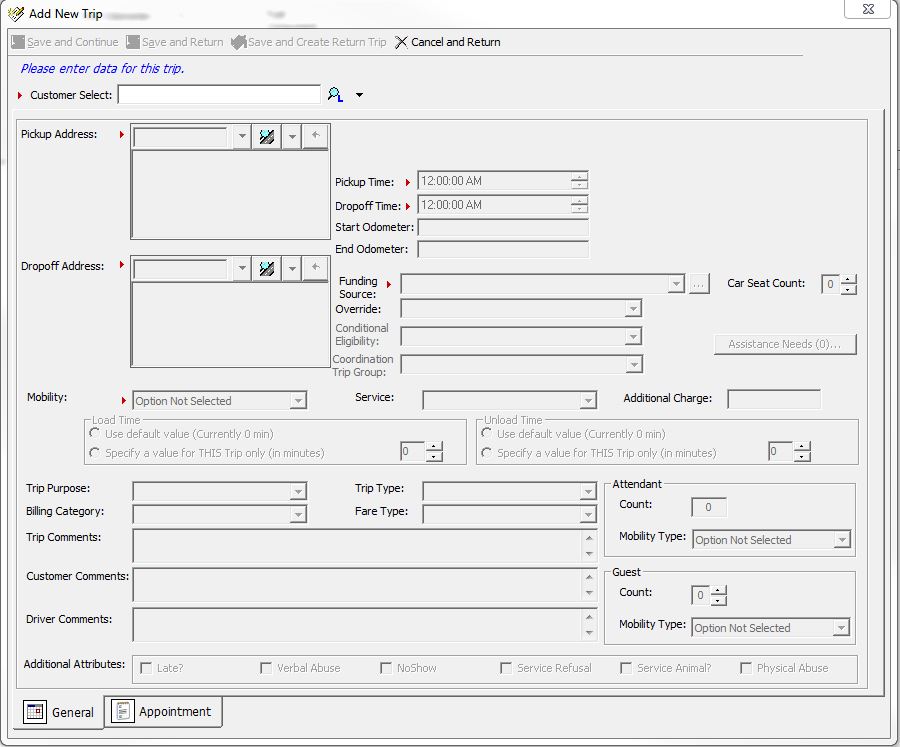 Add New Trip
Save and Continue Save and Return Save and Create Return Trip Cancel and Return
Please enter data for this trip.
Customer Select:
Pickup Address:
Pickup Time: 12:00:00 AM
Dropoff Time: 12:00:00 AM
Start Odometer:
End Odometer:
Dropoff Address:
Funding Source:
Car Seat Count: 0
Override:
Conditional Eligibility:
Assistance Needs (0)...
Coordination Trip Group:
Mobility: Option Not Selected Service: Additional Charge:
Load Time
Use default value (Currently 0 min)
Specify a value for THIS Trip only (in minutes) 0
Unload Time
Use default value (Currently 0 min)
Specify a value for THIS Trip only (in minutes) 0
Trip Purpose: Trip Type:
Billing Category: Fare Type:
Attendant
Count: 0
Mobility Type: Option Not Selected
Trip Comments:
Customer Comments:
Guest
Count: 0
Mobility Type: Option Not Selected
Driver Comments:
Additional Attributes: Late? Verbal Abuse NoShow Service Refusal Service Animal? Physical Abuse
General Appointment